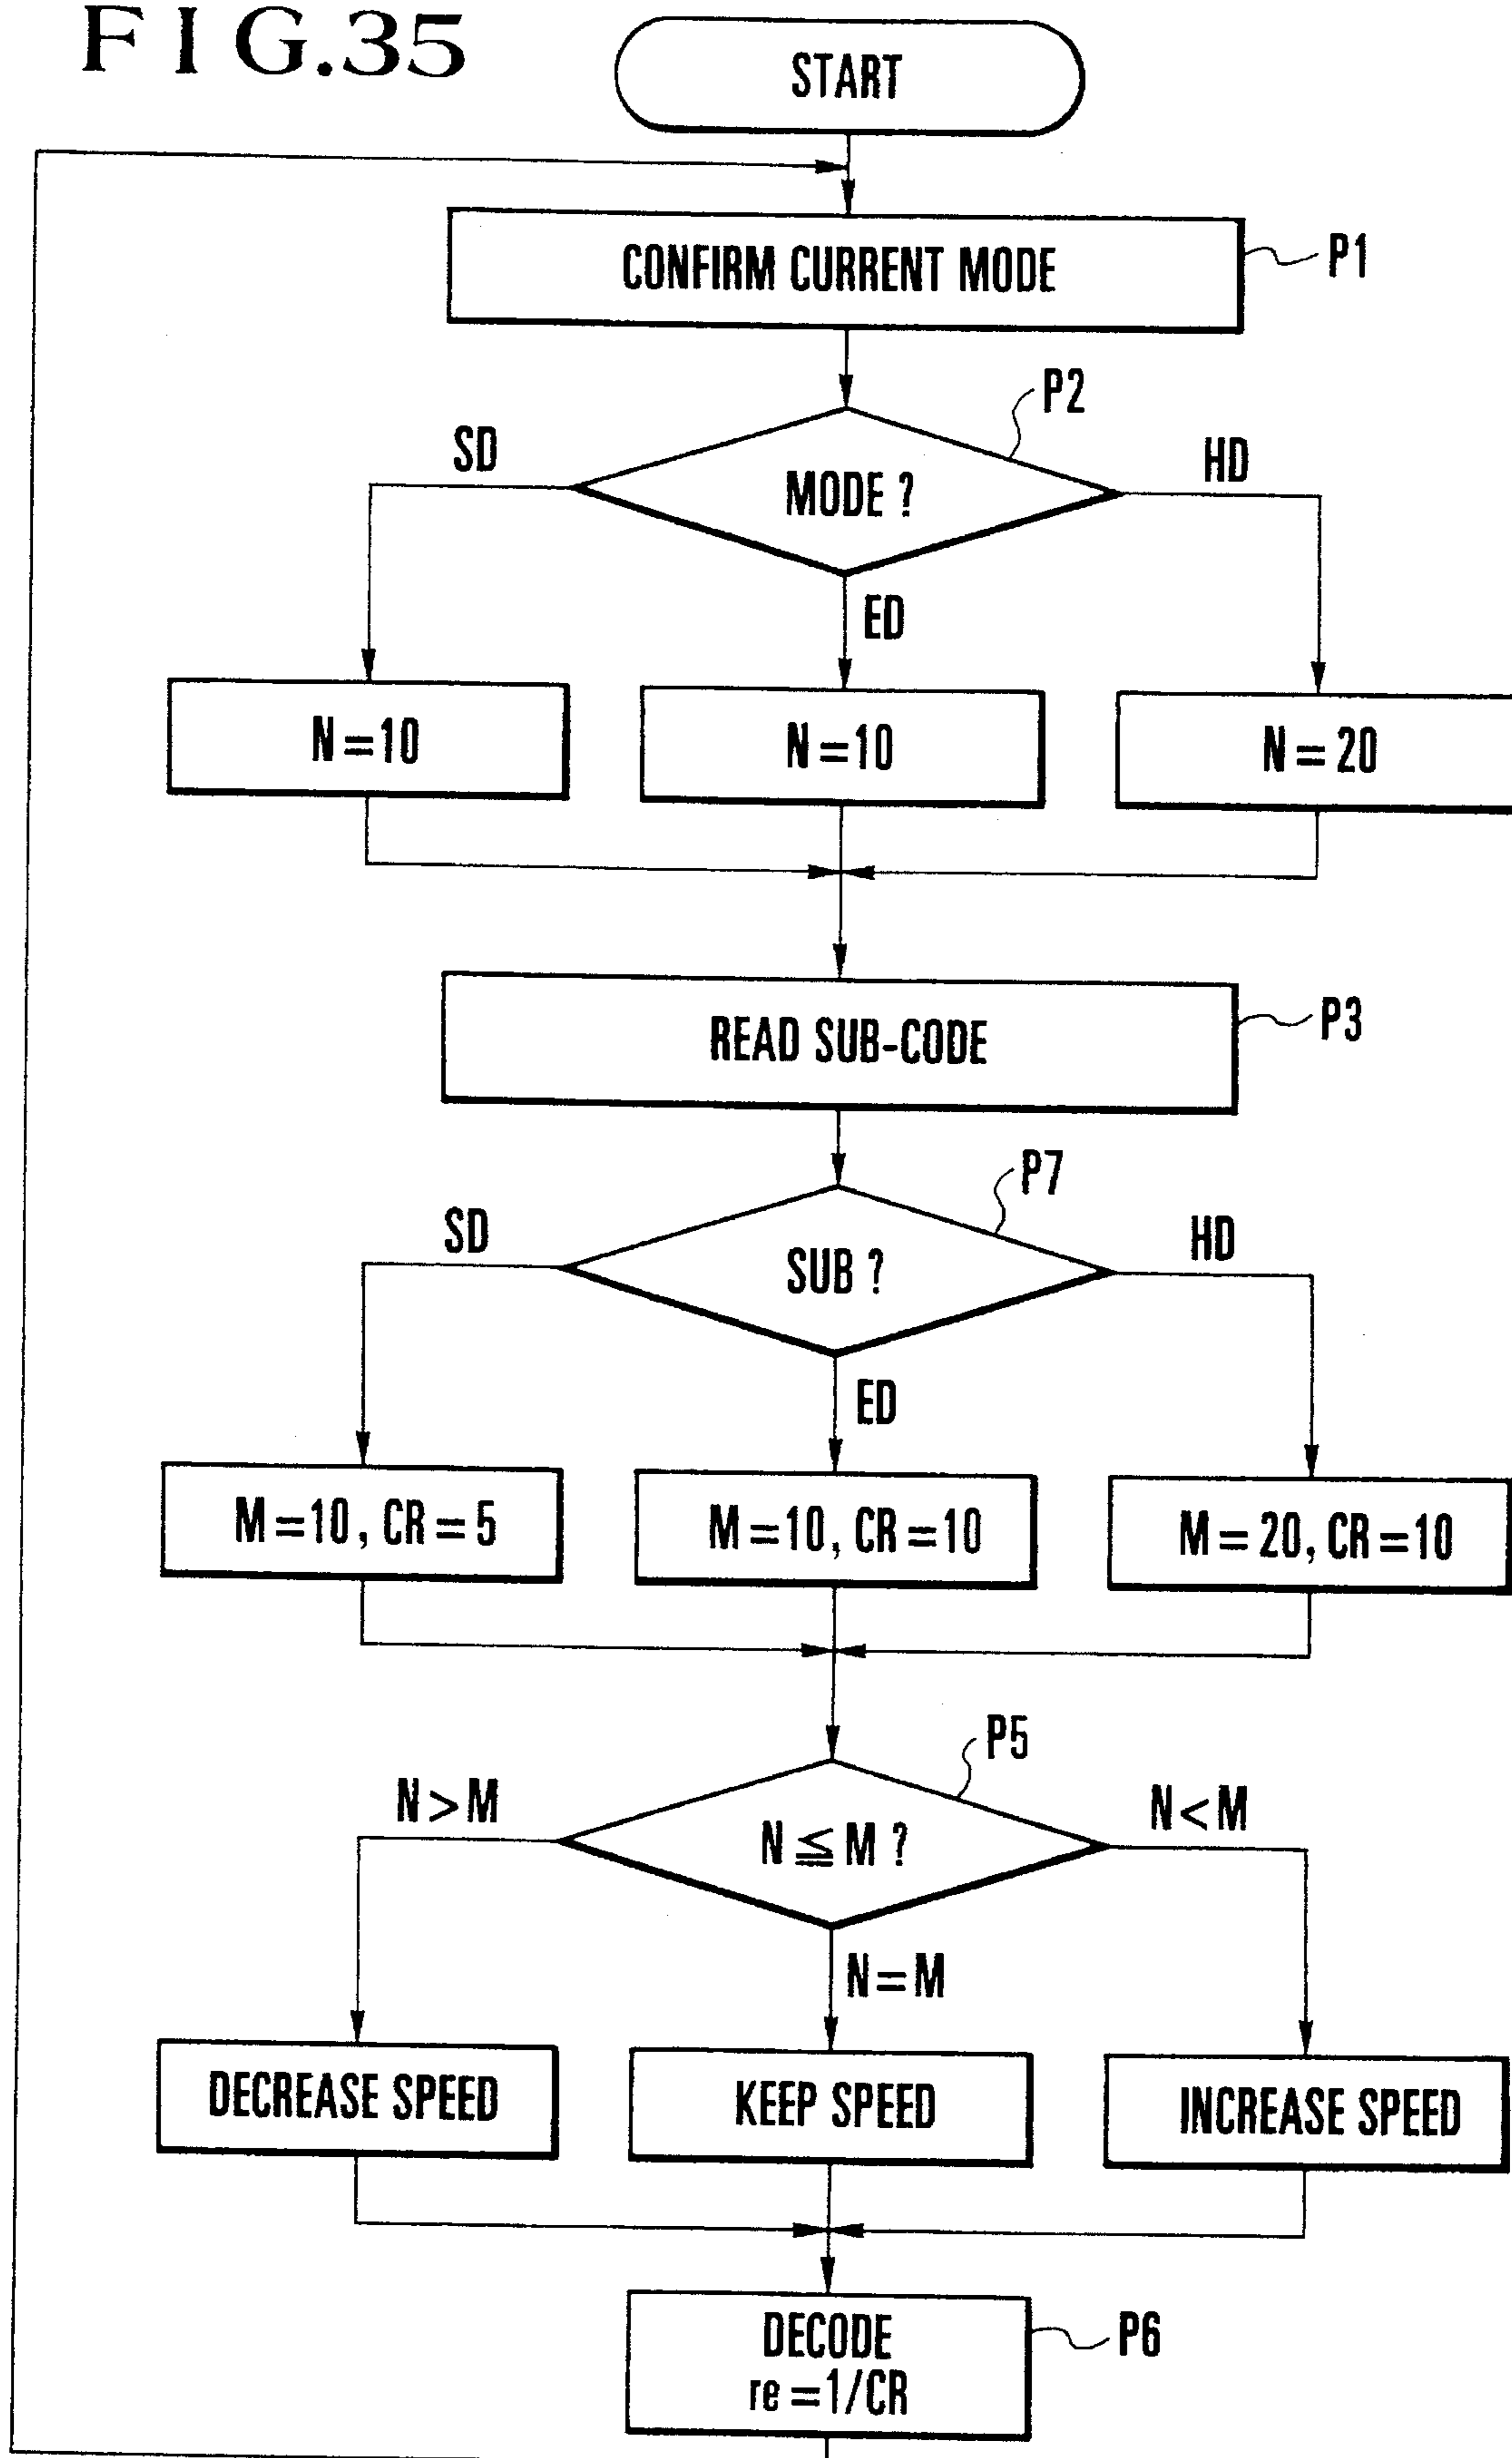 FIG.35
START
CONFIRM CURRENT MODE
P1
P2
SD
MODE ?
HD
ED
N=10
N=10
N=20
READ SUB-CODE
P3
P7
SD
SUB ?
HD
ED
M=10, CR=5
M=10, CR=10
M=20, CR=10
P5
N>M
N≦M ?
N<M
N=M
DECREASE SPEED
KEEP SPEED
INCREASE SPEED
DECODE
re=1/CR
P6